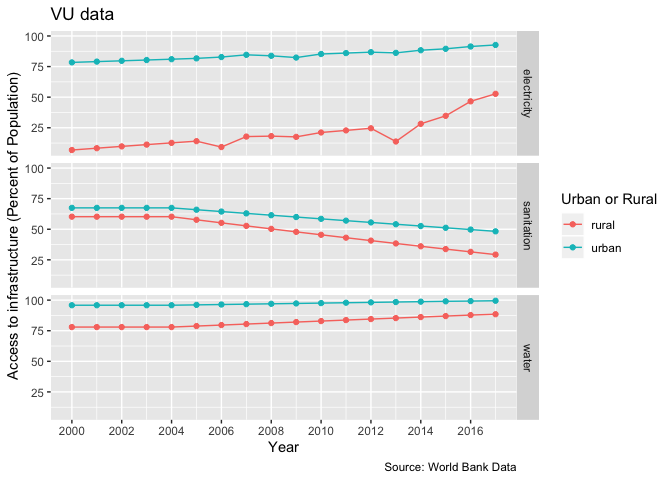 VU data
Access to infrastructure (Percent of Population)
100
75
50
25
electricity
100
75
50
25
sanitation
100
75
50
25
water
2000 2002 2004 2006 2008 2010 2012 2014 2016
Year
Source: World Bank Data
Urban or Rural
rural
urban